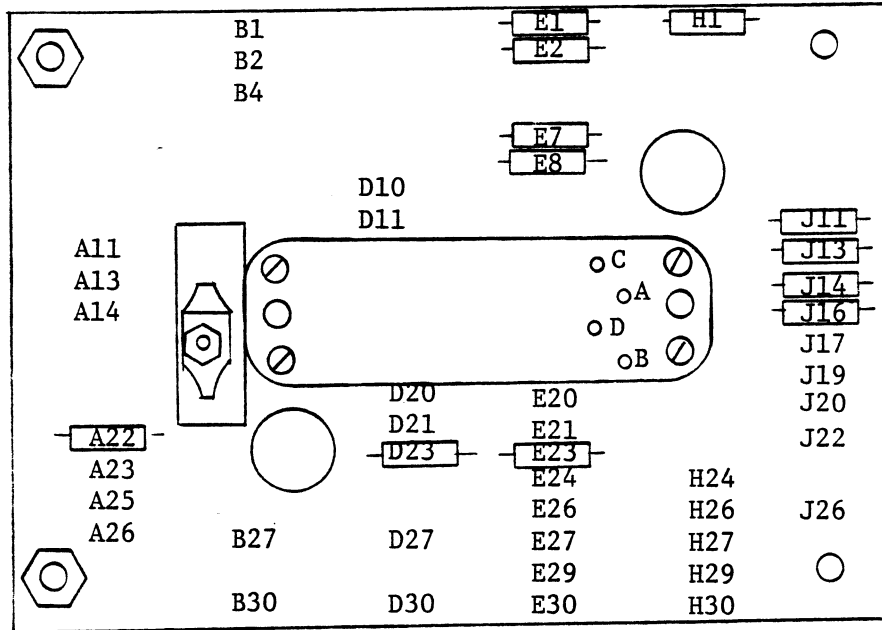 B1 E1 H1
B2 E2
B4
E7
E8
D10
D11 J11
A11 C J13
A13 A J14
A14 D J16
J17
B J19
D20 E20 J20
D21 E21 J22
A22 D23 E23
A23 E24 H24
A25 E26 H26 J26
A26 B27 D27 E27 H27
E29 H29
B30 D30 E30 H30